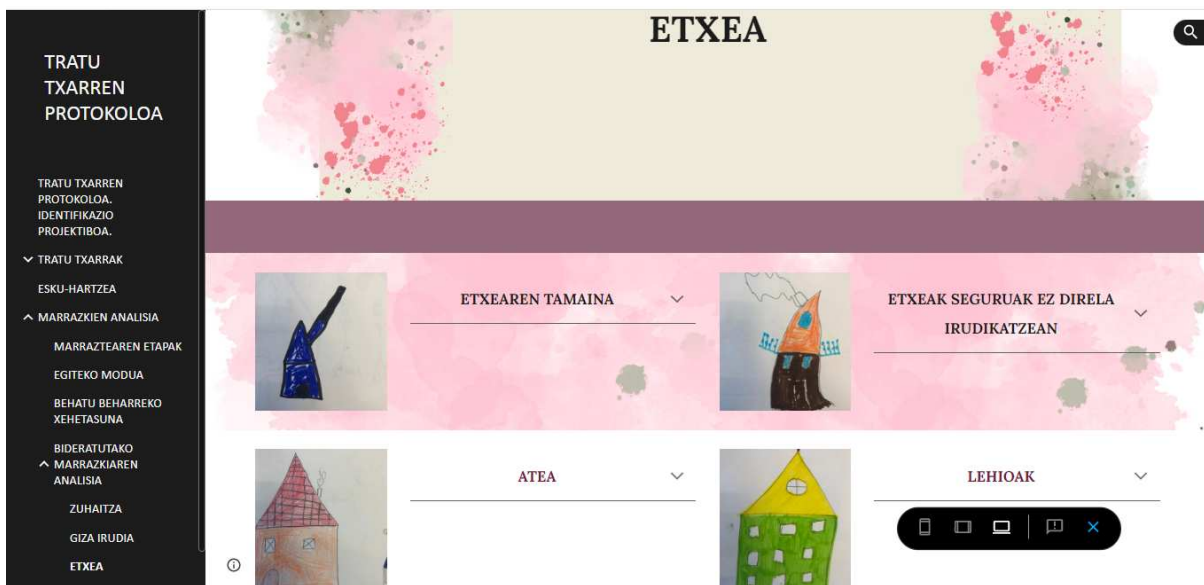 TRATU
TXARREN
PROTOKOLOA
TRATU TXARREN
PROTOKOLOA.
IDENTIFIKAZIO
PROJEKTIBOA.
TRATU TXARRAK
ESKU-HARTZEA
MARRAZKIEN ANALISIA
MARRAZTEAREN ETAPAK
EGITEKO MODUA
BEHATU BEHARREKO
XEHETASUNA
BIDERATUTAKO
MARRAZKIAREN
ANALISIA
ZUHAITZA
GIZA IRUDIA
ETXEA
ETXEA
ETXEAREN TAMAINA
ETXEAK SEGURUAK EZ DIRELA
IRUDIKATZEAN
ATEA
LEHIOAK